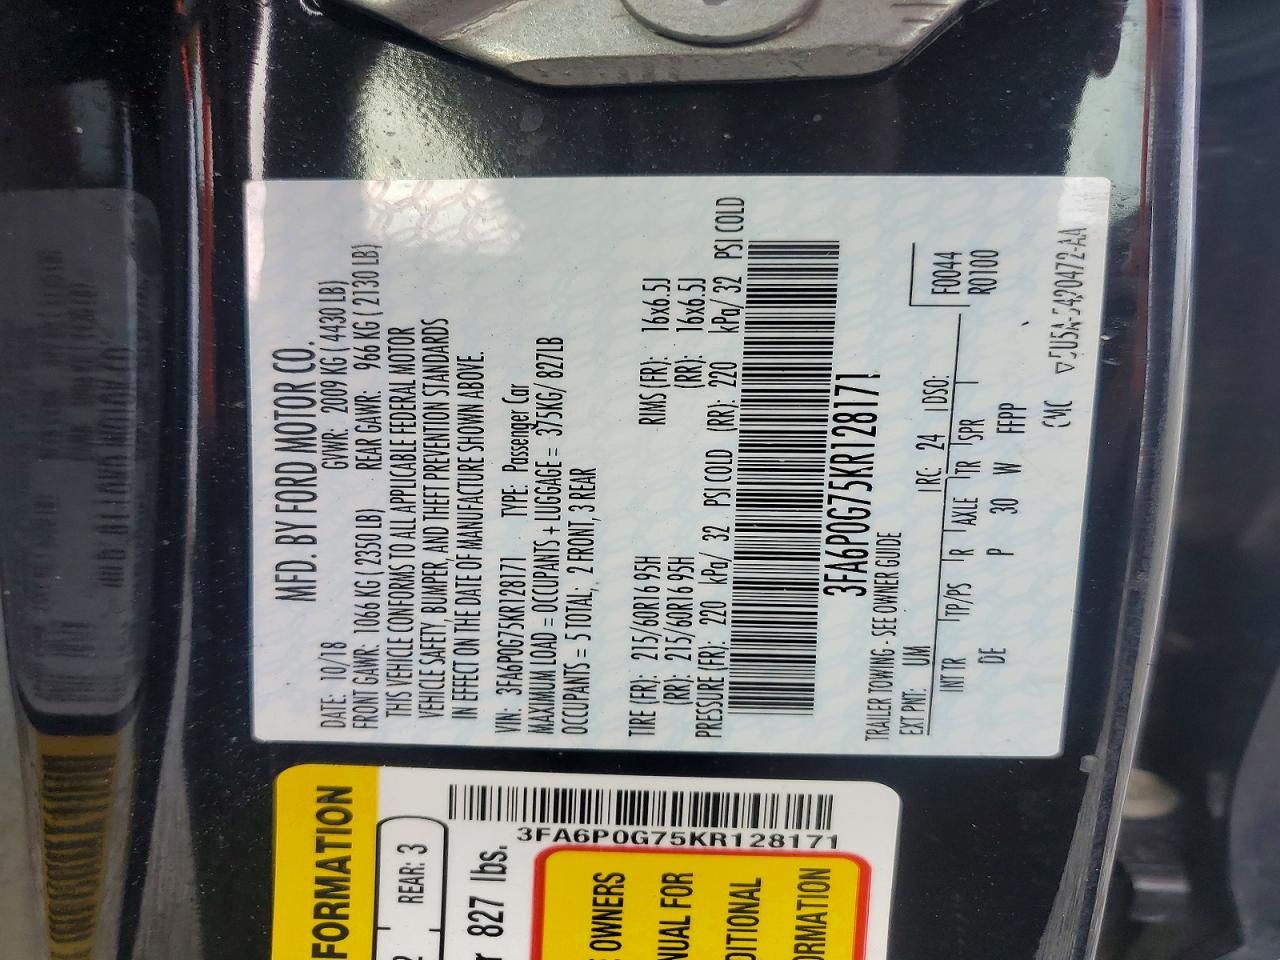 MFD. BY FORD MOTOR CO.
DATE: 10/18 GVWR: 2009 KG ( 4430 LB)
FRONT GAWR: 1066 KG ( 2350 LB) REAR GAWR: 966 KG ( 2130 LB)
THIS VEHICLE CONFORMS TO ALL APPLICABLE FEDERAL MOTOR
VEHICLE SAFETY, BUMPER, AND THEFT PREVENTION STANDARDS
IN EFFECT ON THE DATE OF MANUFACTURE SHOWN ABOVE.
VIN: 3FA6P0G75KR128171 TYPE: Passenger Car
MAXIMUM LOAD = OCCUPANTS + LUGGAGE = 375KG/ 827LB
OCCUPANTS = 5 TOTAL; 2 FRONT, 3 REAR
TIRE (FR): 215/60R16 95H RIMS (FR): 16x6.5J
(RR): 215/60R16 95H (RR): 16x6.5J
PRESSURE (FR): 220 kPa/ 32 PSI COLD (RR): 220 kPa/ 32 PSI COLD
3FA6P0G75KR128171
TRAILER TOWING - SEE OWNER GUIDE
EXT PNT: UM RC: 24 DSO: F0044
R0100
INT TR TP/PS R AXLE TR SPR
DE P 30 W FFPP
CMC ▽5U5A-5420472-AA
FORMATION
REAR: 3
827 lbs.
3FA6P0G75KR128171
OWNERS
NUAL FOR
DITIONAL
ORMATION